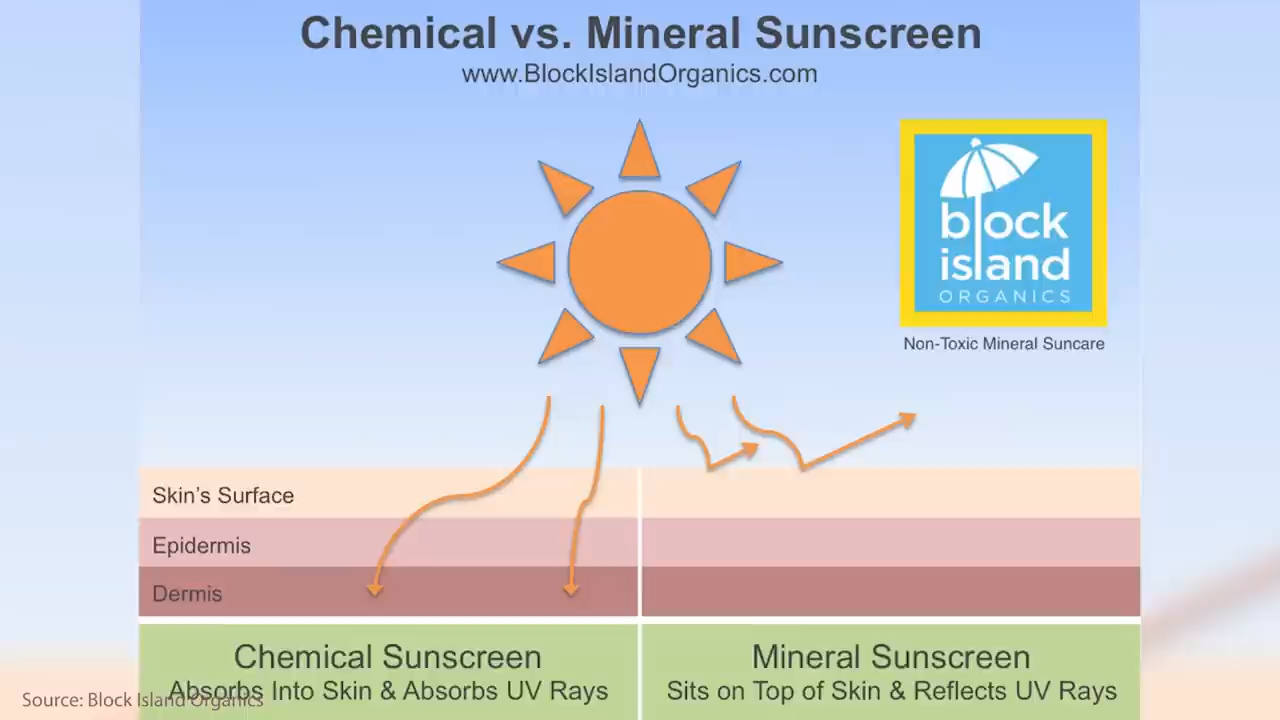 Chemical vs. Mineral Sunscreen
www.BlockIslandOrganics.com
block
island
ORGANICS
Non-Toxic Mineral Suncare
Skin's Surface
Epidermis
Dermis
Chemical Sunscreen
Absorbs Into Skin & Absorbs UV Rays
Mineral Sunscreen
Sits on Top of Skin & Reflects UV Rays
Source: Block Island Organics